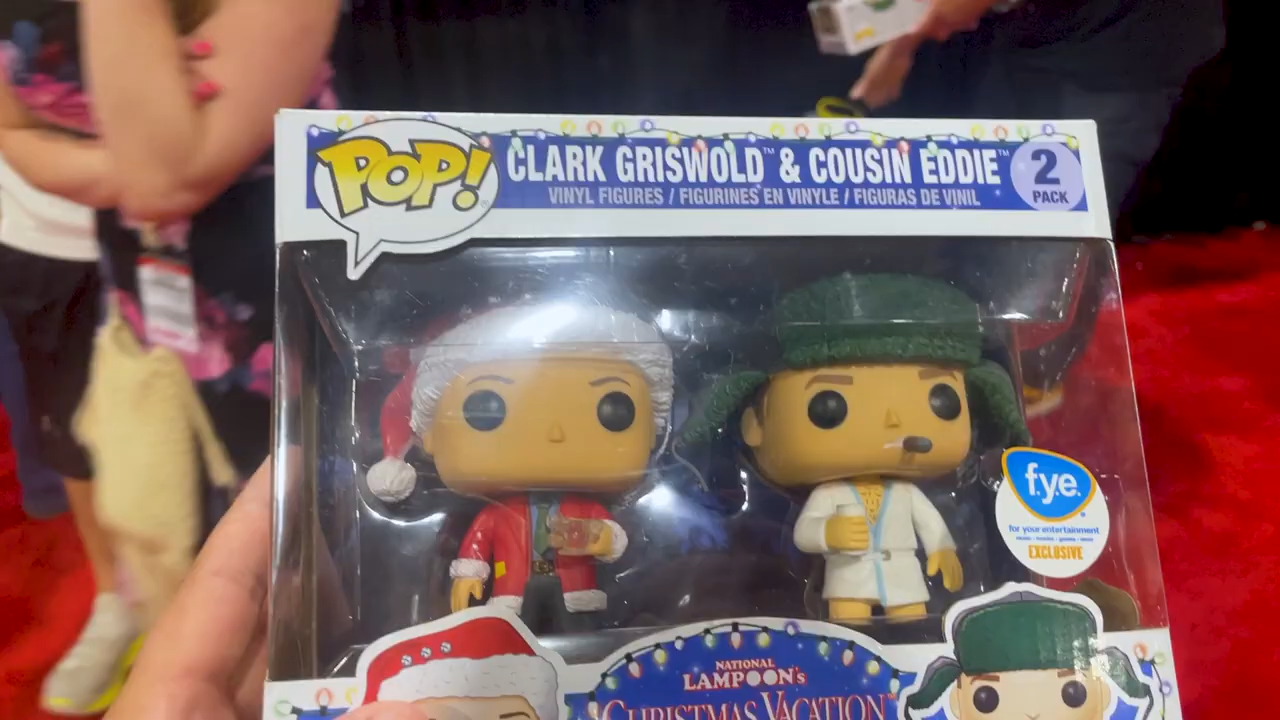 POP!
CLARK GRISWOLD™ & COUSIN EDDIE™
2
PACK
VINYL FIGURES / FIGURINES EN VINYLE / FIGURAS DE VINIL
f.y.e.
for your entertainment
EXCLUSIVE
NATIONAL
LAMPOON'S
CHRISTMAS VACATION™